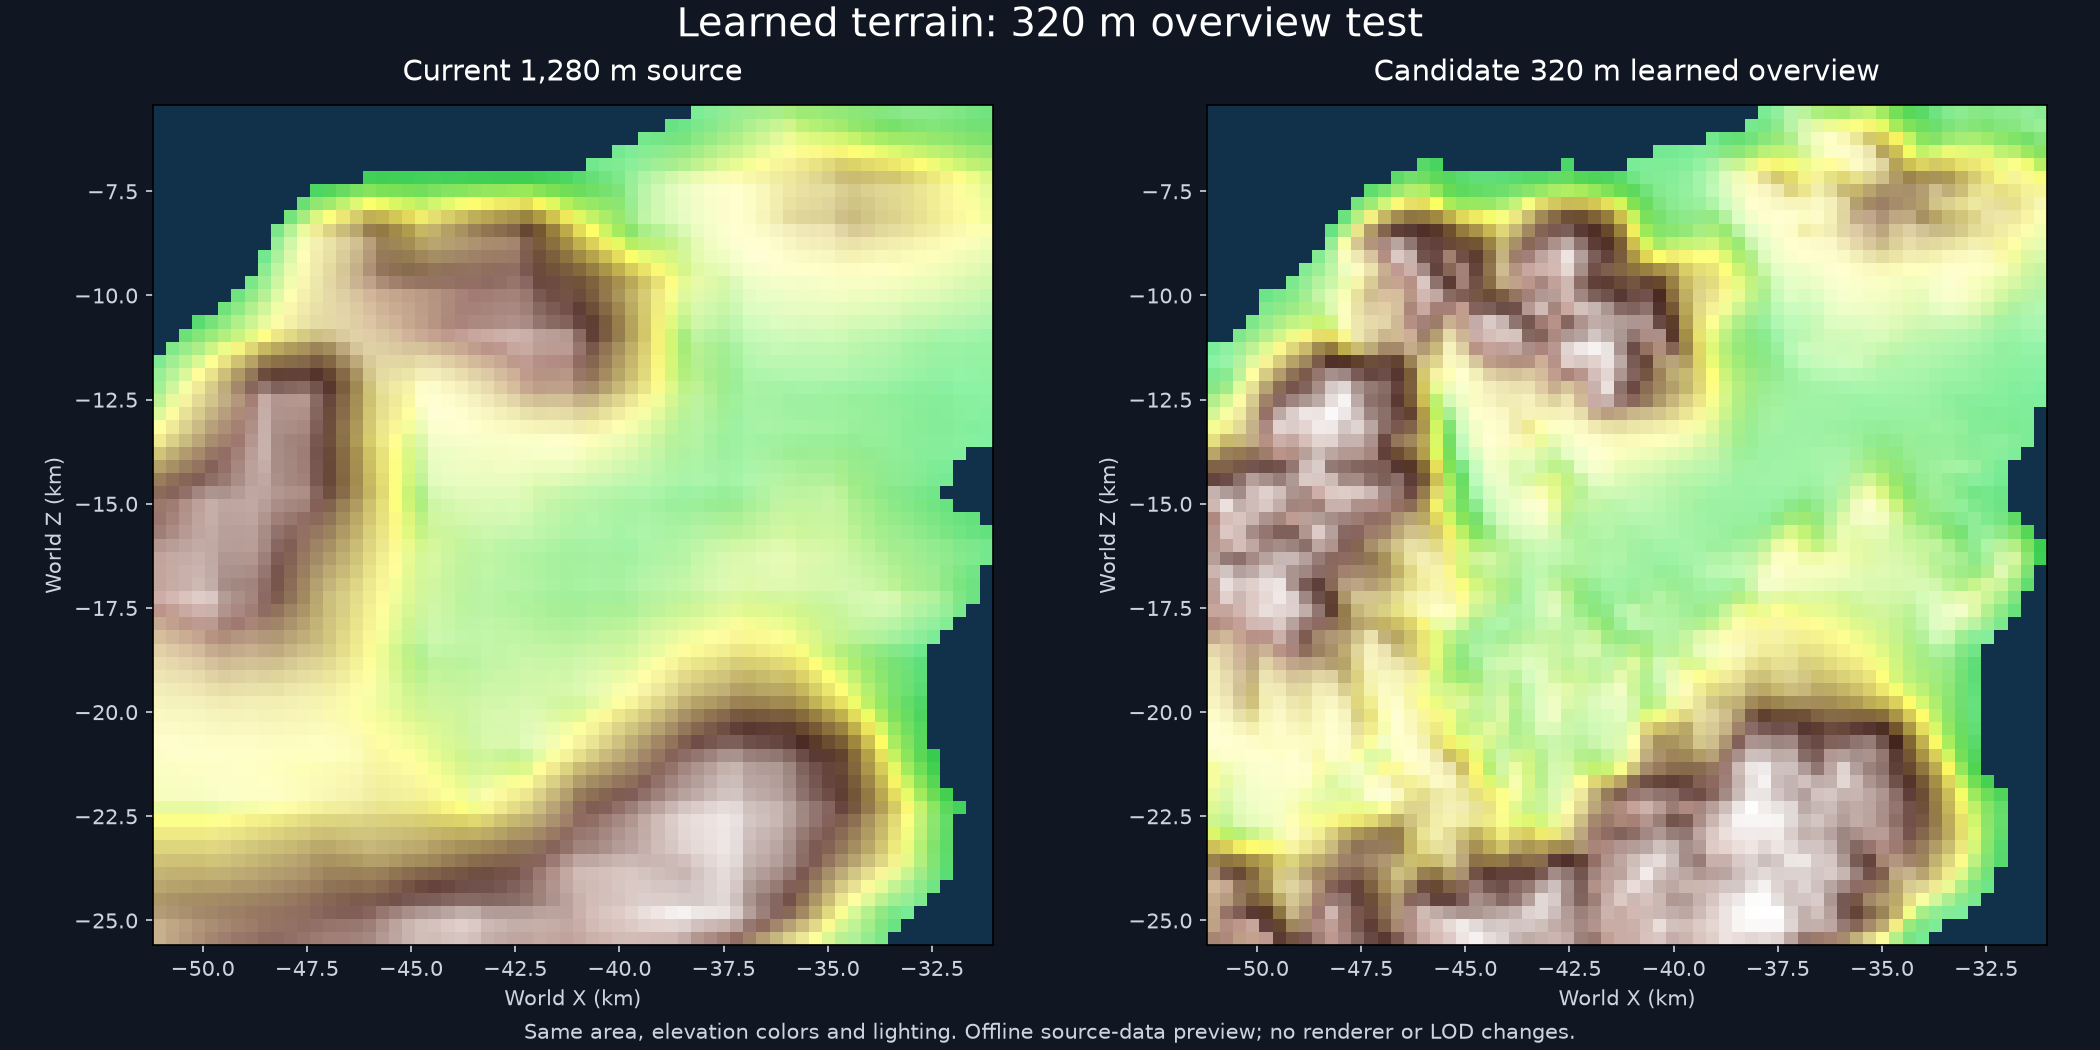 Learned terrain: 320 m overview test
Current 1,280 m source
Candidate 320 m learned overview
World Z (km)
−7.5
−10.0
−12.5
−15.0
−17.5
−20.0
−22.5
−25.0
−50.0 −47.5 −45.0 −42.5 −40.0 −37.5 −35.0 −32.5
World X (km)
World Z (km)
−7.5
−10.0
−12.5
−15.0
−17.5
−20.0
−22.5
−25.0
−50.0 −47.5 −45.0 −42.5 −40.0 −37.5 −35.0 −32.5
World X (km)
Same area, elevation colors and lighting. Offline source-data preview; no renderer or LOD changes.